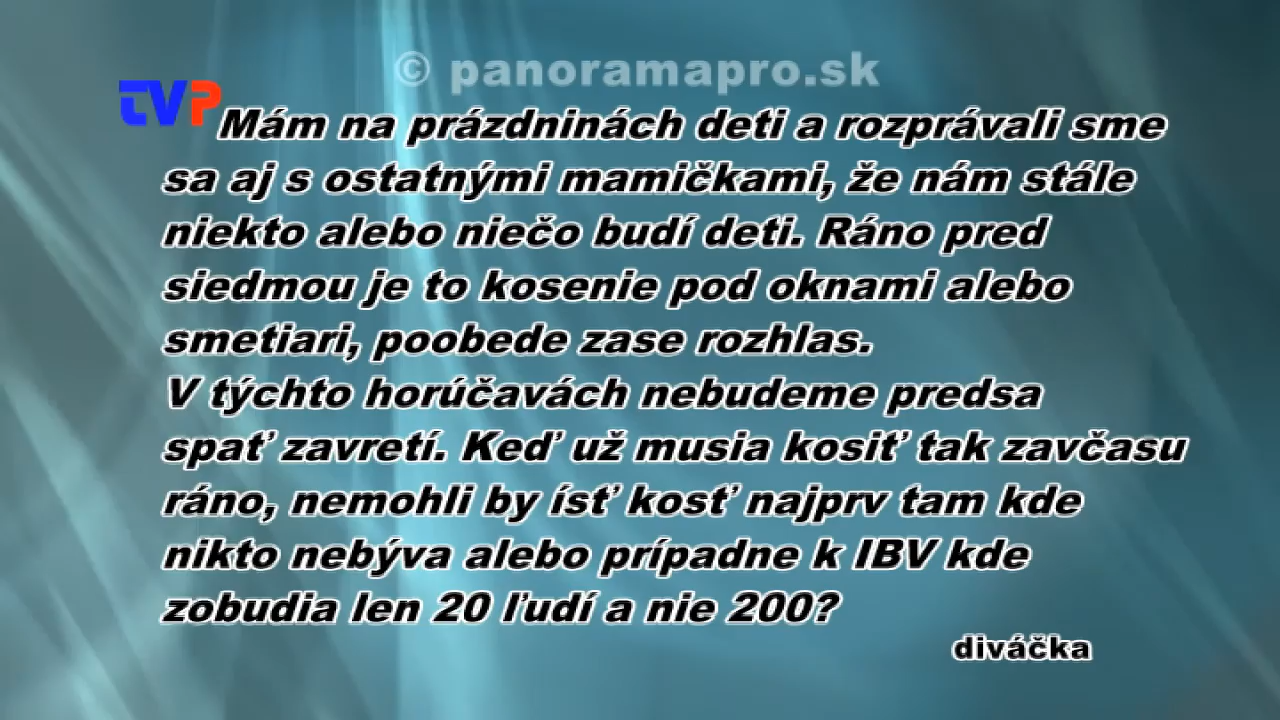 © panoramapro.sk
TVP
Mám na prázdninách deti a rozprávali sme
sa aj s ostatnými mamičkami, že nám stále
niekto alebo niečo budí deti. Ráno pred
siedmou je to kosenie pod oknami alebo
smetiari, poobede zase rozhlas.
V týchto horúčavách nebudeme predsa
spať zavretí. Keď už musia kosiť tak zavčasu
ráno, nemohli by ísť kosť najprv tam kde
nikto nebýva alebo prípadne k IBV kde
zobudia len 20 ľudí a nie 200?
diváčka